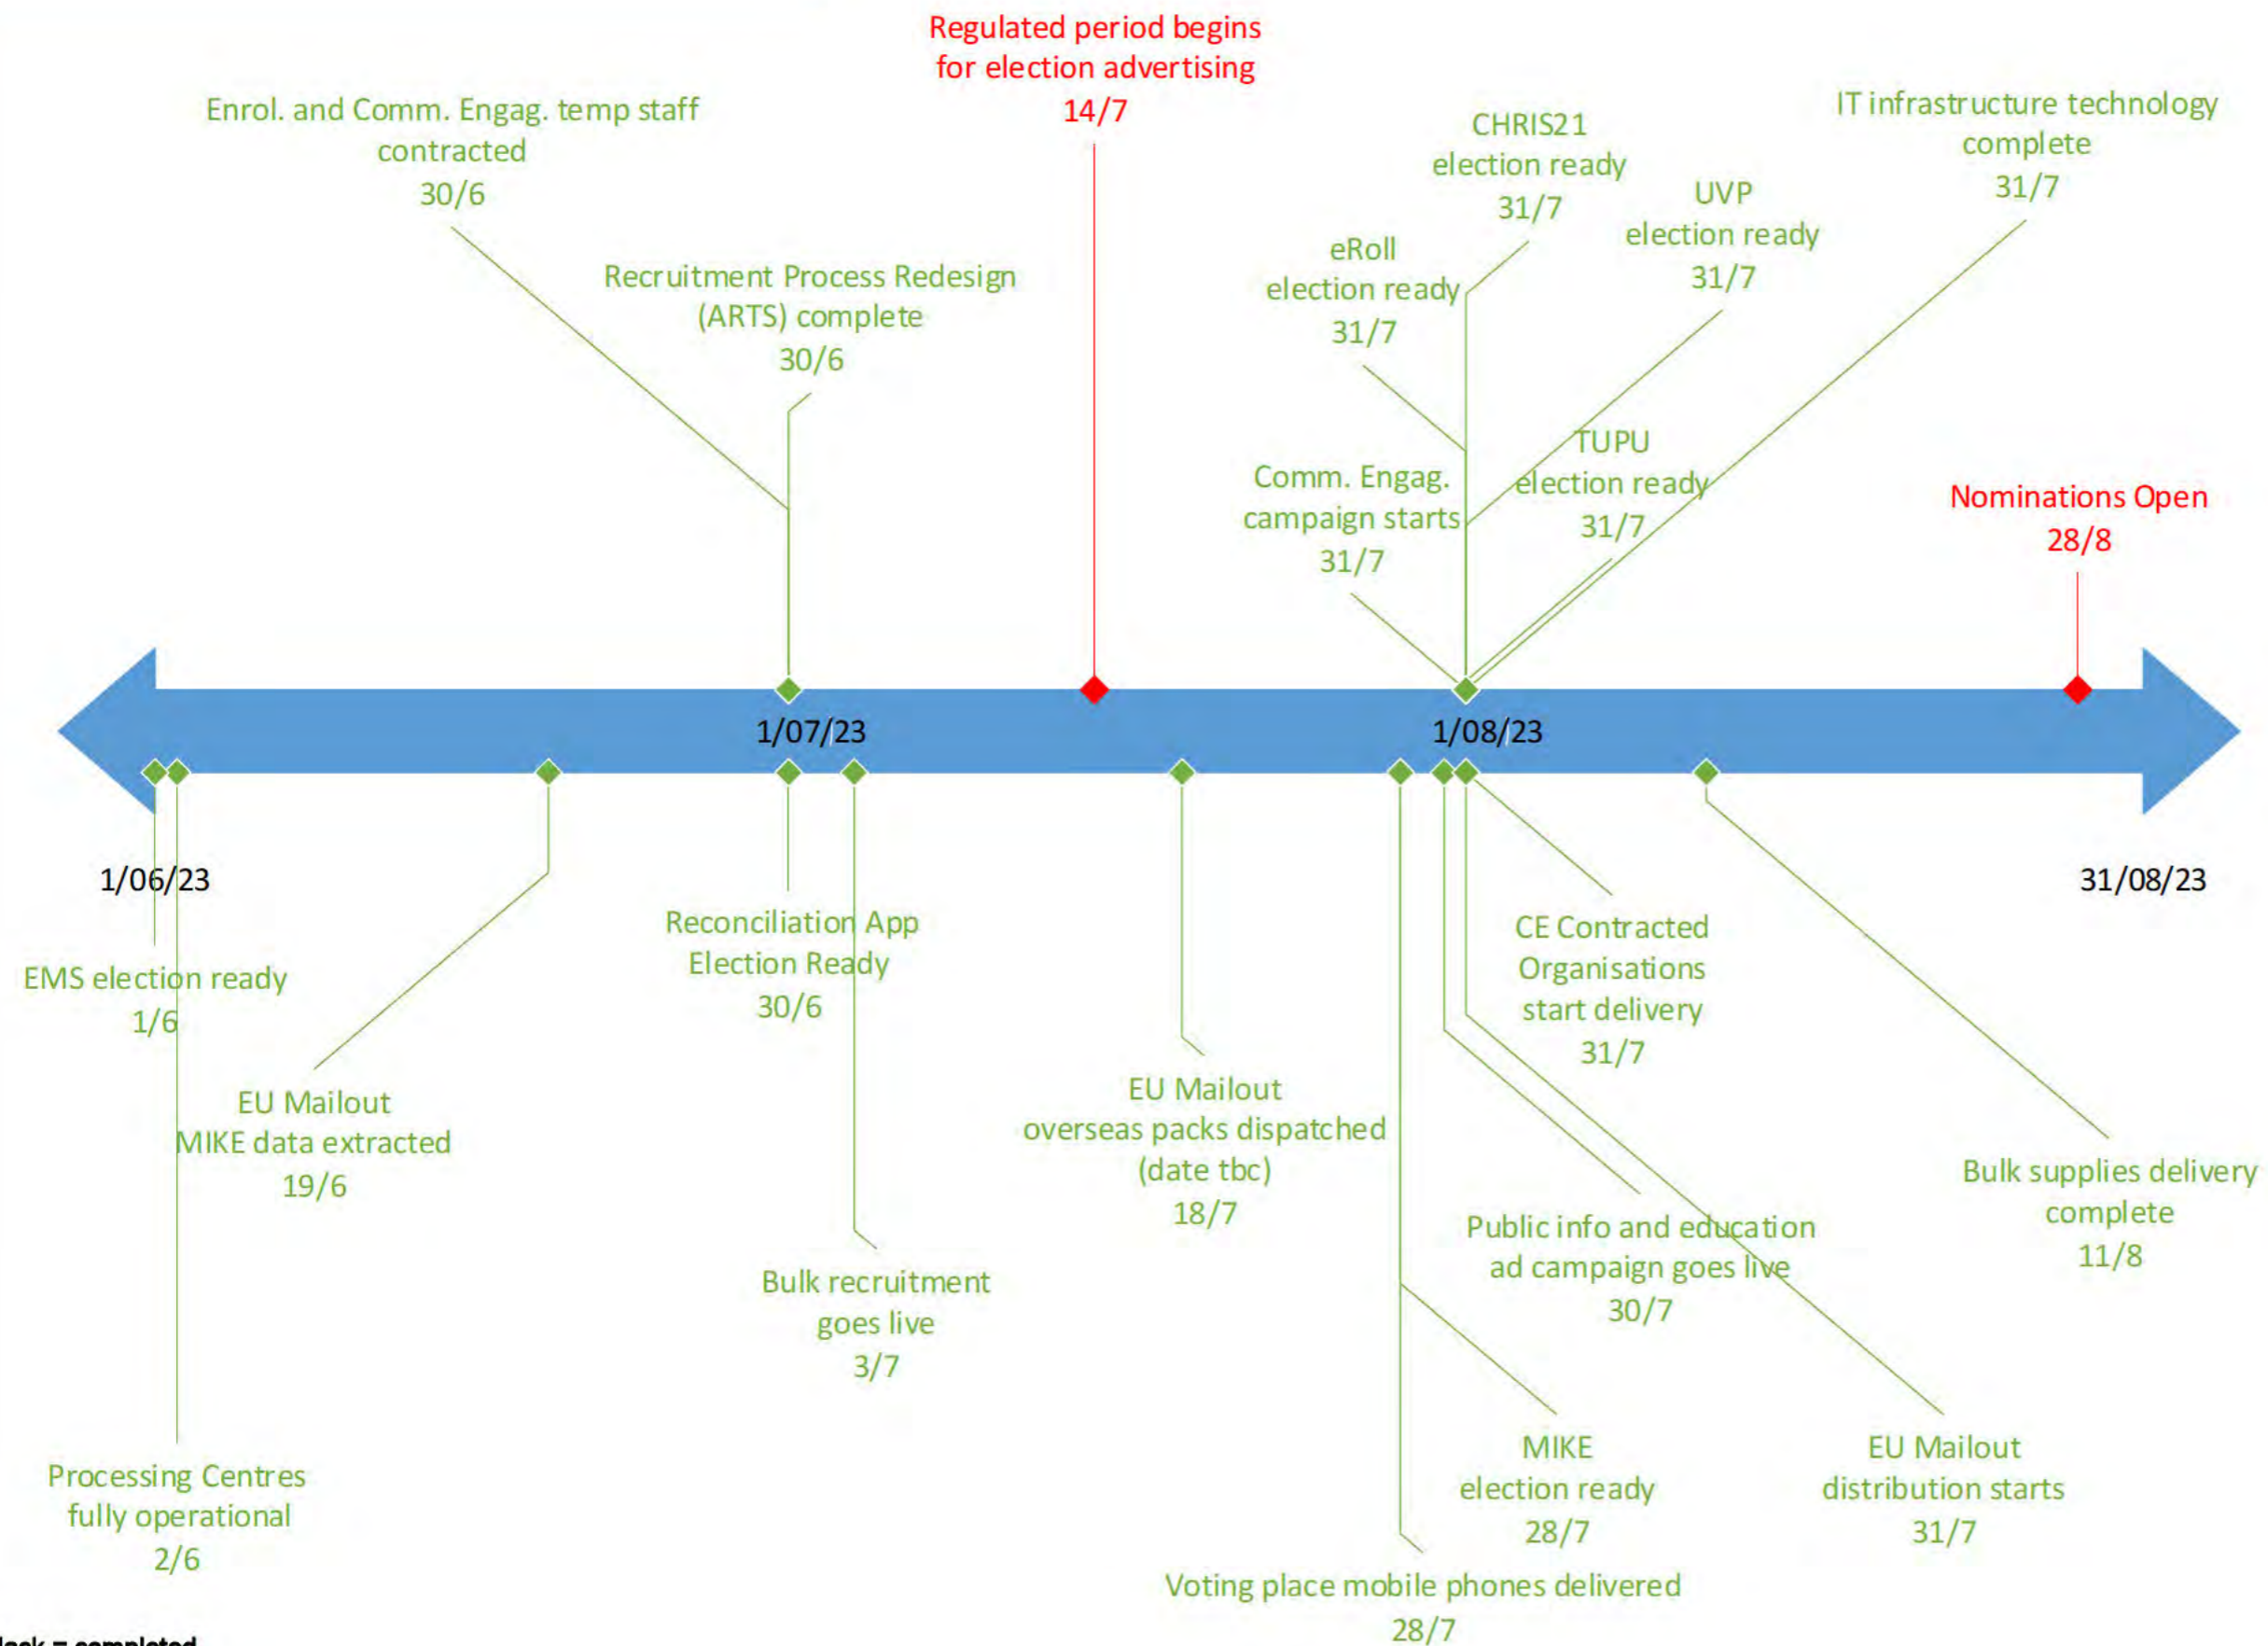 Regulated period begins
for election advertising
14/7
Enrol. and Comm. Engag. temp staff
contracted
30/6
Recruitment Process Redesign
(ARTS) complete
30/6
CHRIS21
election ready
31/7
IT infrastructure technology
complete
31/7
UVP
election ready
31/7
eRoll
election ready
31/7
TUPU
election ready
31/7
Comm. Engag.
campaign starts
31/7
Nominations Open
28/8
1/07/23
1/08/23
1/06/23
31/08/23
EMS election ready
1/6
Reconciliation App
Election Ready
30/6
CE Contracted
Organisations
start delivery
31/7
EU Mailout
MIKE data extracted
19/6
EU Mailout
overseas packs dispatched
(date tbc)
18/7
Bulk supplies delivery
complete
11/8
Public info and education
ad campaign goes live
30/7
Bulk recruitment
goes live
3/7
Processing Centres
fully operational
2/6
MIKE
election ready
28/7
EU Mailout
distribution starts
31/7
Voting place mobile phones delivered
28/7
= completed